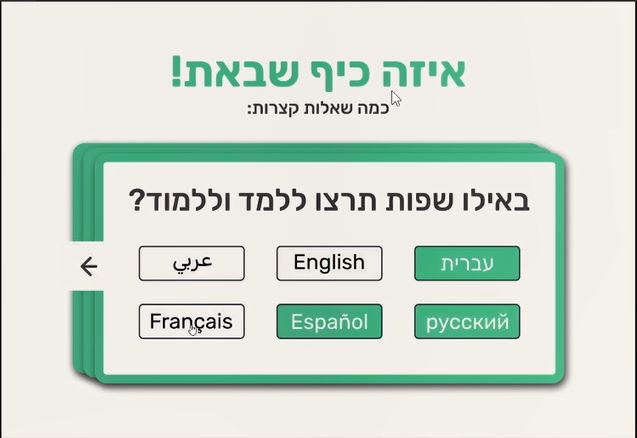 איזה כיף שבאת!
כמה שאלות קצרות:
באילו שפות תרצו ללמד וללמוד?
עברית
English
عربي
русский
Español
Français